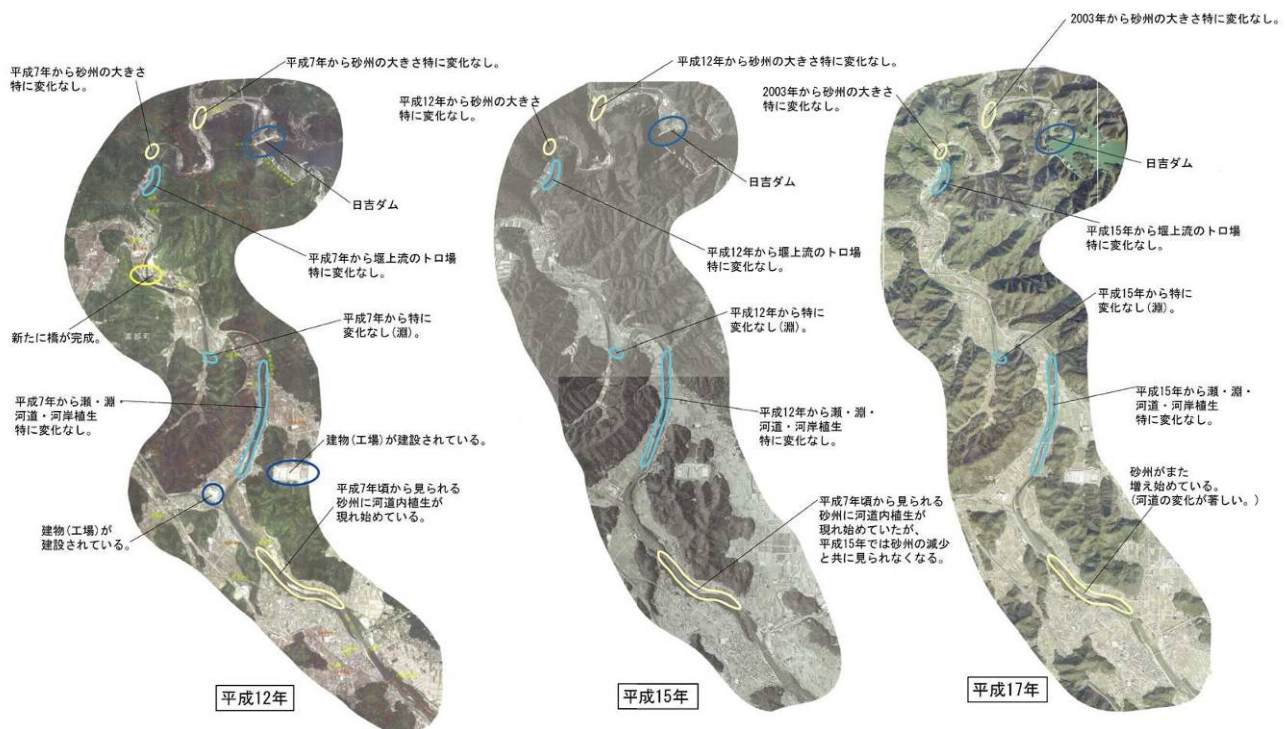 平成7年から砂州の大きさ
特に変化なし。
平成7年から砂州の大きさ特に変化なし。
日吉ダム
平成7年から堰上流のトロ場
特に変化なし。
新たに橋が完成。
平成7年から特に
変化なし(淵)。
平成7年から瀬・淵・
河道・河岸植生
特に変化なし。
建物(工場)が建設されている。
建物(工場)が
建設されている。
平成7年頃から見られる
砂州に河道内植生が
現れ始めている。
平成12年
平成12年から砂州の大きさ特に変化なし。
平成12年から砂州の大きさ
特に変化なし。
日吉ダム
平成12年から堰上流のトロ場
特に変化なし。
平成12年から特に
変化なし(淵)。
平成12年から瀬・淵・
河道・河岸植生
特に変化なし。
平成7年頃から見られる
砂州に河道内植生が
現れ始めていたが、
平成15年では砂州の減少
と共に見られなくなる。
平成15年
2003年から砂州の大きさ特に変化なし。
2003年から砂州の大きさ
特に変化なし。
日吉ダム
平成15年から堰上流のトロ場
特に変化なし。
平成15年から特に
変化なし(淵)。
平成15年から瀬・淵・
河道・河岸植生
特に変化なし。
砂州がまた
増え始めている。
(河道の変化が著しい。)
平成17年